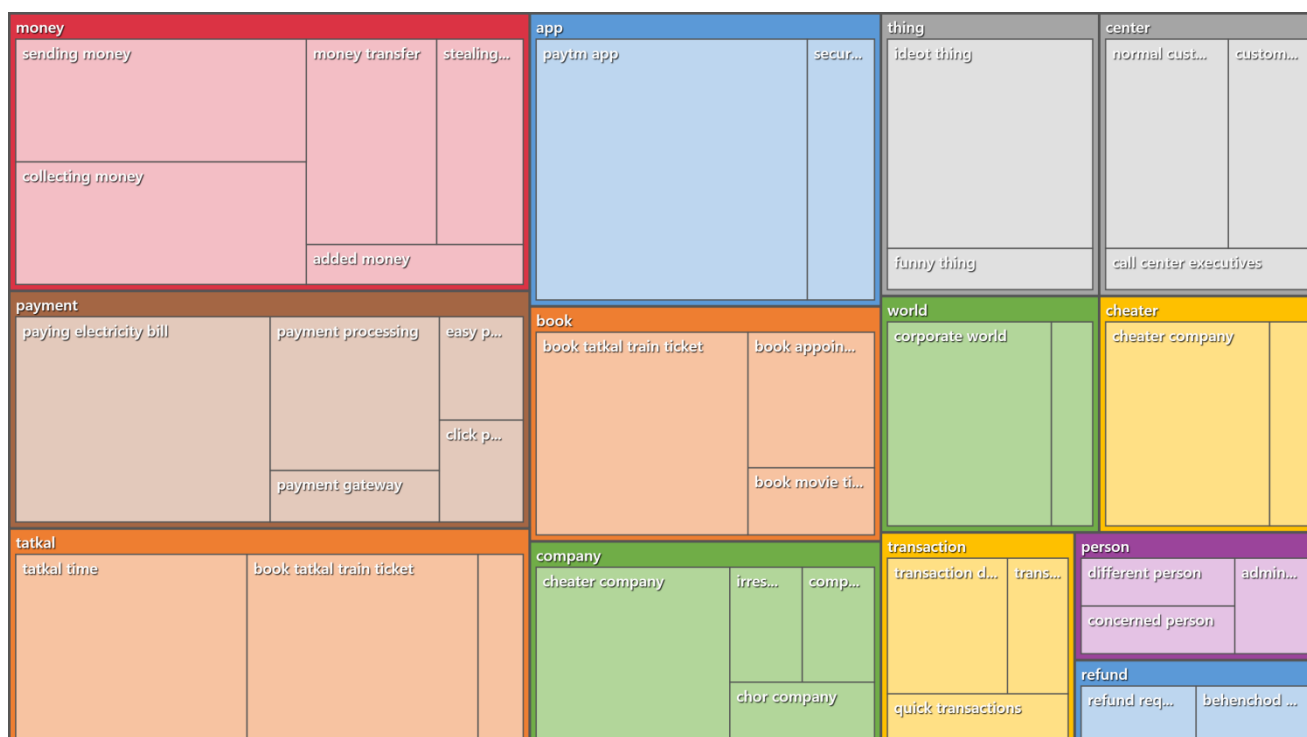 money
sending money
money transfer
stealing...
collecting money
added money
app
paytm app
secur...
thing
ideot thing
funny thing
center
normal cust...
custom...
call center executives
payment
paying electricity bill
payment processing
easy p...
click p...
payment gateway
book
book tatkal train ticket
book appoin...
book movie ti...
world
corporate world
cheater
cheater company
tatkal
tatkal time
book tatkal train ticket
company
cheater company
irres...
comp...
chor company
transaction
transaction d...
trans...
quick transactions
person
different person
admin...
concerned person
refund
refund req...
behenchod ...